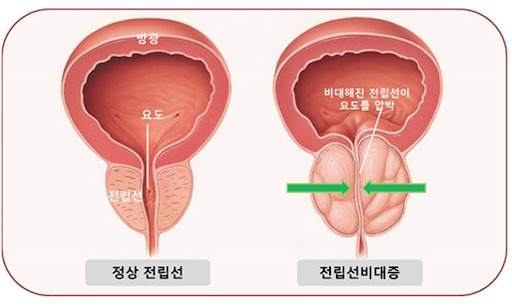 방광
요도
전립선
정상 전립선
비대해진 전립선이
요도를 압박
전립선비대증